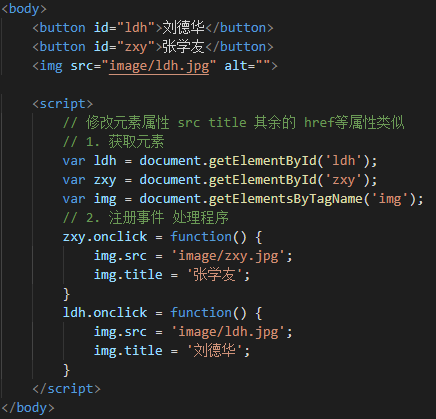 <body>
    <button id="ldh">刘德华</button>
    <button id="zxy">张学友</button>
    <img src="image/ldh.jpg" alt="">
    <script>
        // 修改元素属性 src title 其余的 href等属性类似
        // 1. 获取元素
        var ldh = document.getElementById('ldh');
        var zxy = document.getElementById('zxy');
        var img = document.getElementsByTagName('img');
        // 2. 注册事件 处理程序
        zxy.onclick = function() {
            img.src = 'image/zxy.jpg';
            img.title = '张学友';
        }
        ldh.onclick = function() {
            img.src = 'image/ldh.jpg';
            img.title = '刘德华';
        }
    </script>
</body>